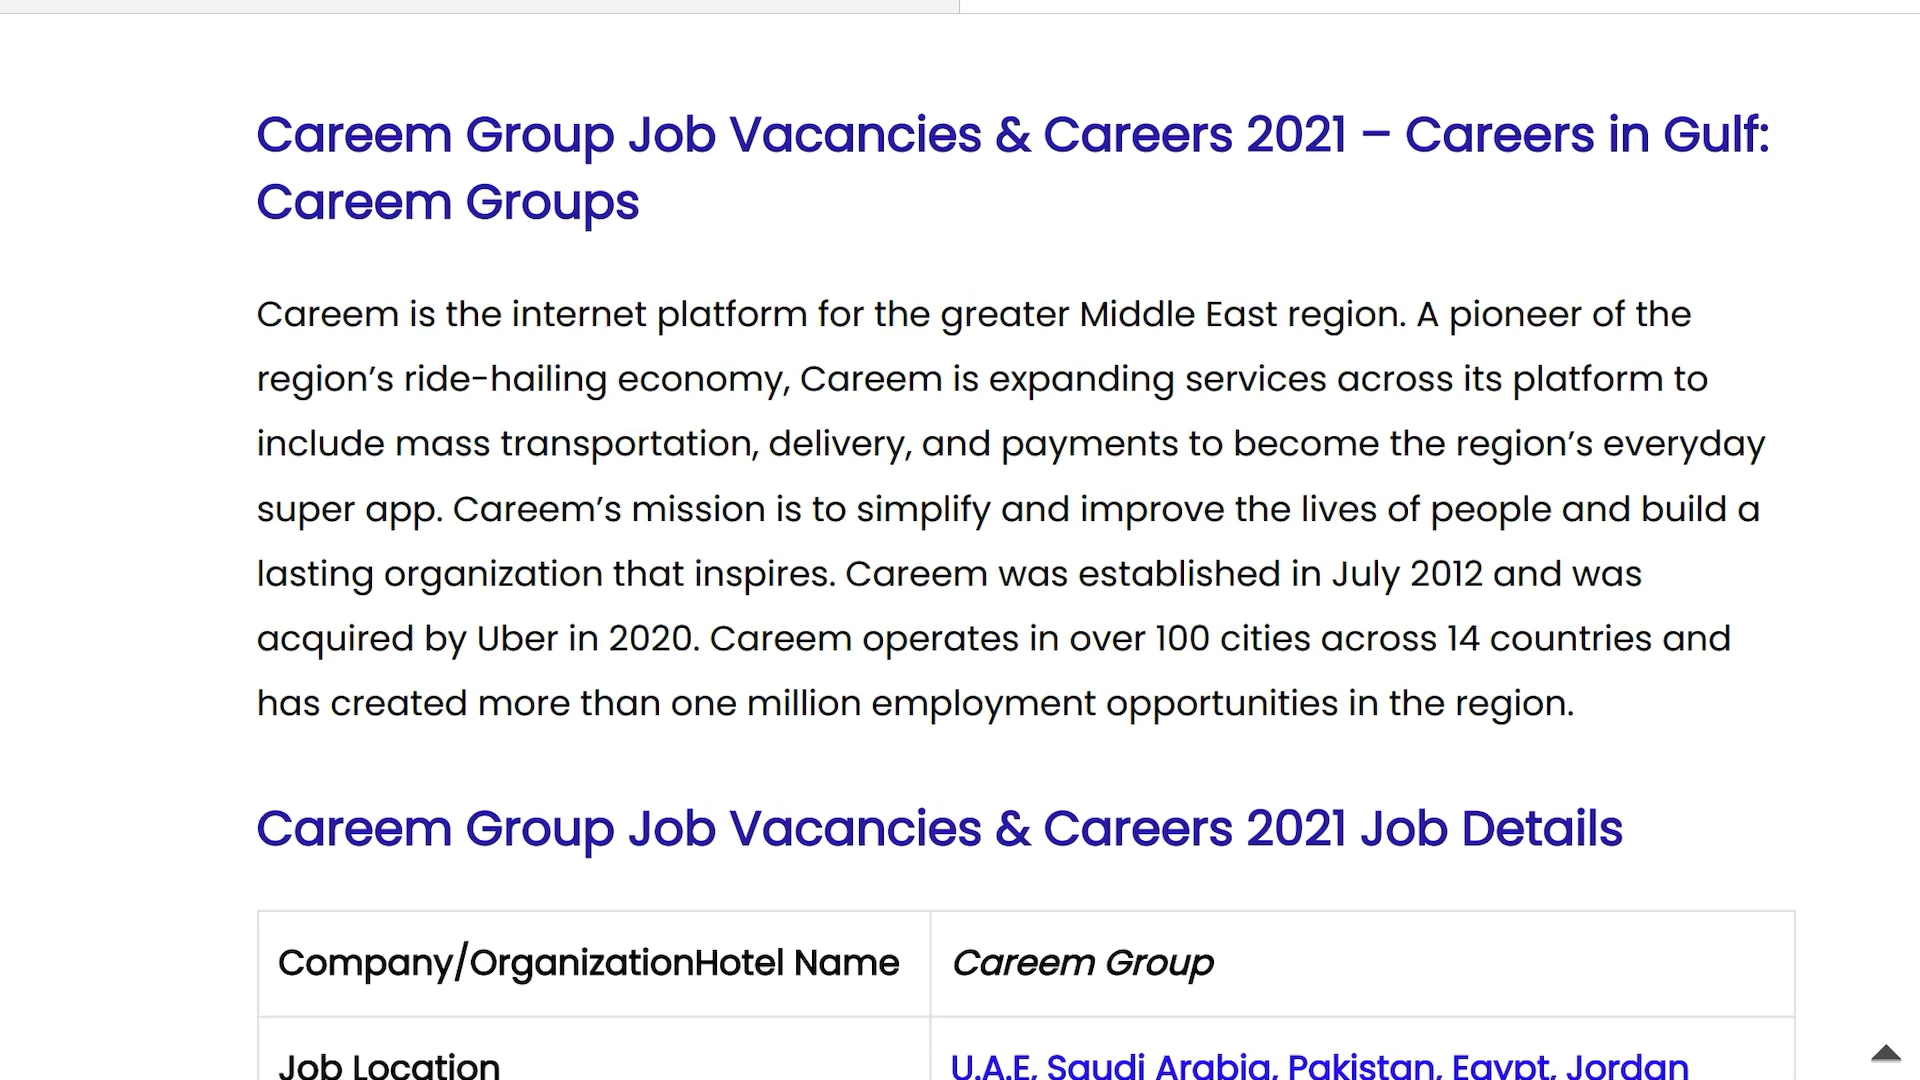 Careem Group Job Vacancies & Careers 2021 – Careers in Gulf:
Careem Groups
Careem is the internet platform for the greater Middle East region. A pioneer of the
region’s ride-hailing economy, Careem is expanding services across its platform to
include mass transportation, delivery, and payments to become the region’s everyday
super app. Careem’s mission is to simplify and improve the lives of people and build a
lasting organization that inspires. Careem was established in July 2012 and was
acquired by Uber in 2020. Careem operates in over 100 cities across 14 countries and
has created more than one million employment opportunities in the region.
Careem Group Job Vacancies & Careers 2021 Job Details
Company/OrganizationHotel Name Careem Group
Job Location U.A.E, Saudi Arabia, Pakistan, Egypt, Jordan